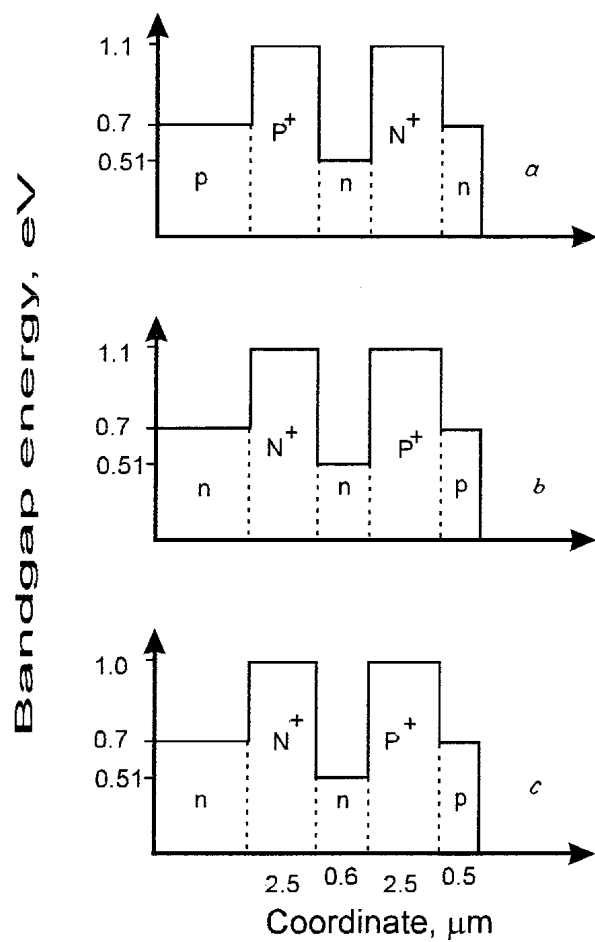 Bandgap energy, eV
1.1
0.7
0.51
p
P+
n
N+
n
a
1.1
0.7
0.51
n
N+
n
P+
p
b
1.0
0.7
0.51
n
N+
n
P+
p
c
2.5 0.6 2.5 0.5
Coordinate, μm